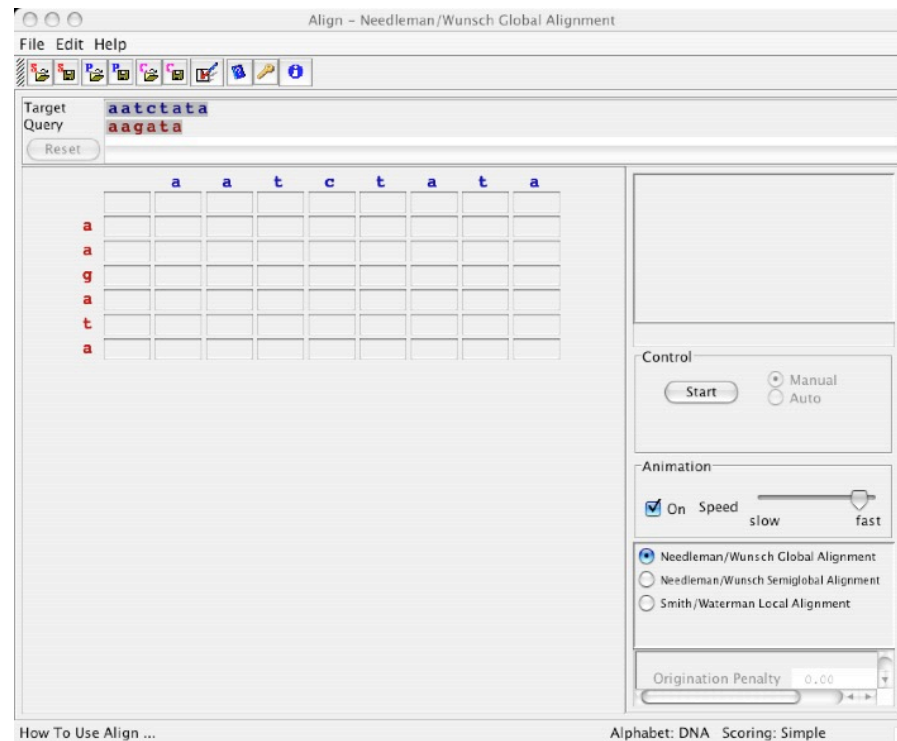 Align - Needleman/Wunsch Global Alignment
File Edit Help
S S P P C C
Target aatctata
Query aagata
Reset
a a t c t a t a
a
a
g
a
t
a
Control
Start
Manual
Auto
Animation
On Speed
slow fast
Needleman/Wunsch Global Alignment
Needleman/Wunsch Semiglobal Alignment
Smith/Waterman Local Alignment
Origination Penalty 0.00
How To Use Align ... Alphabet: DNA Scoring: Simple